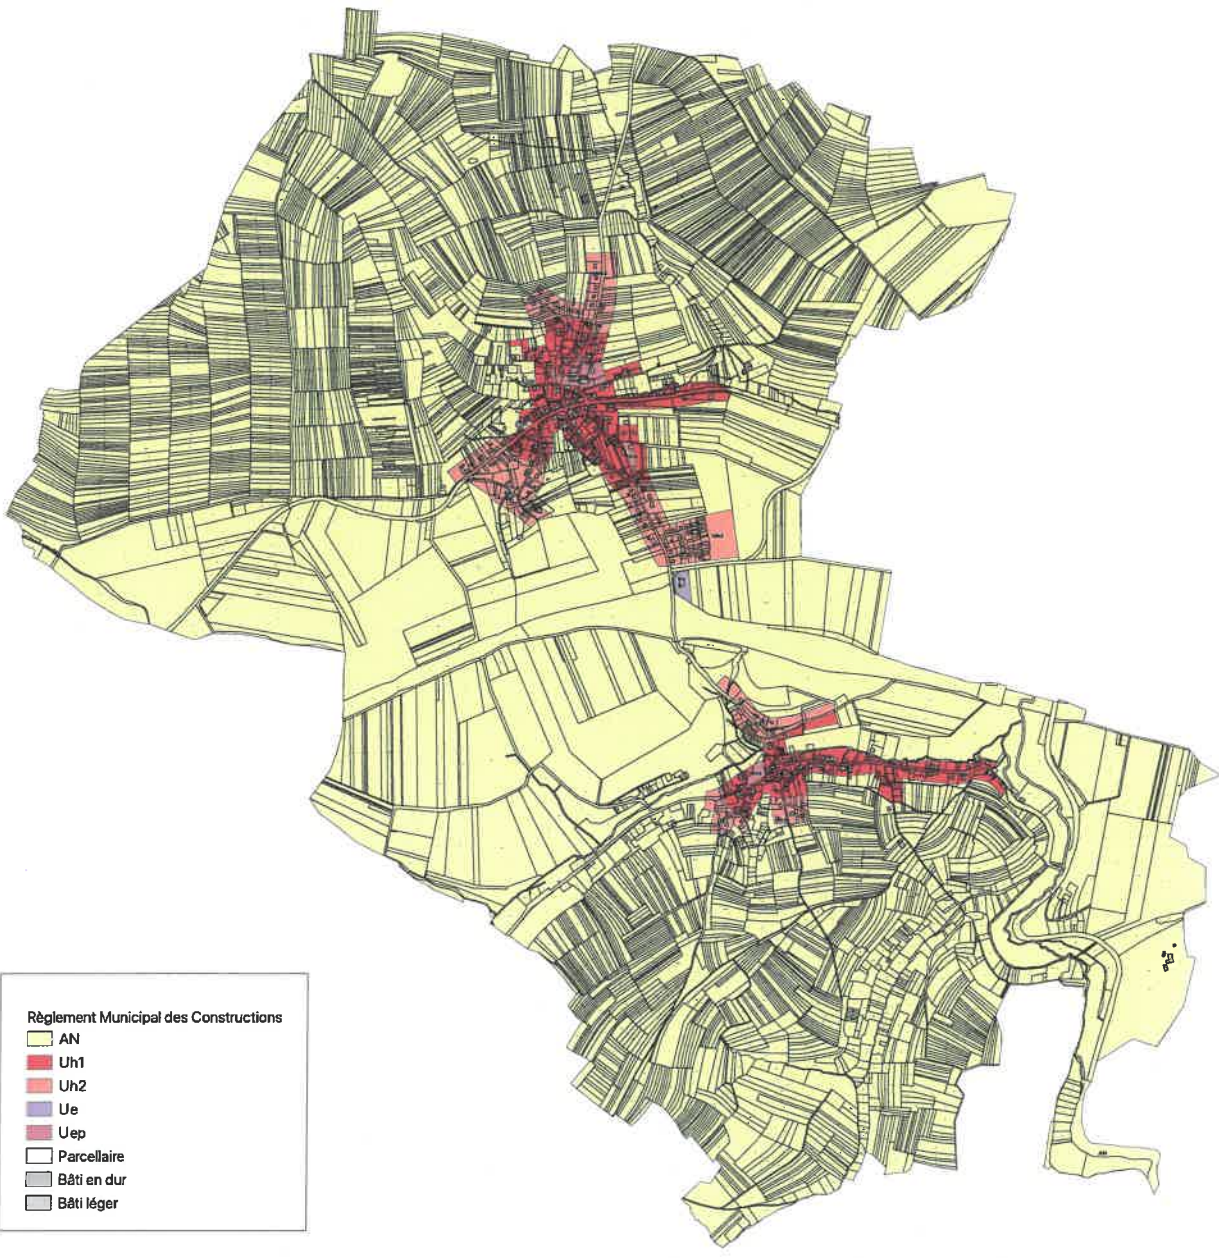 Règlement Municipal des Constructions
AN
Uh1
Uh2
Ue
Uep
Parcellaire
Bâti en dur
Bâti léger